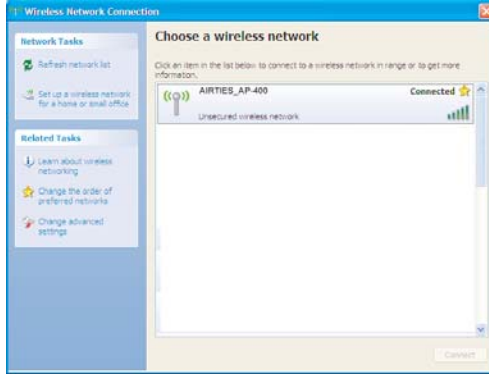 Wireless Network Connection
Network Tasks
Refresh network list
Set up a wireless network
for a home or small office
Related Tasks
Learn about wireless
networking
Change the order of
preferred networks
Change advanced
settings
Choose a wireless network
Click an item in the list below to connect to a wireless network in range or to get more
information.
AIRTIES_AP-400
Connected
Unsecured wireless network
Connect